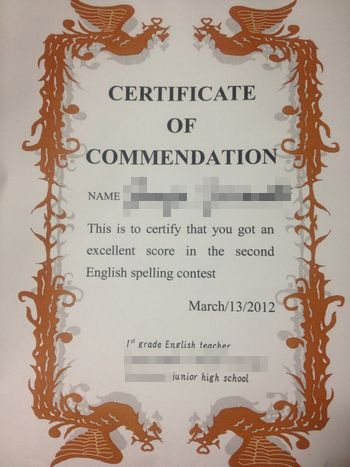 CERTIFICATE
OF
COMMENDATION
NAME
This is to certify that you got an
excellent score in the second
English spelling contest
March/13/2012
1st grade English teacher
junior high school